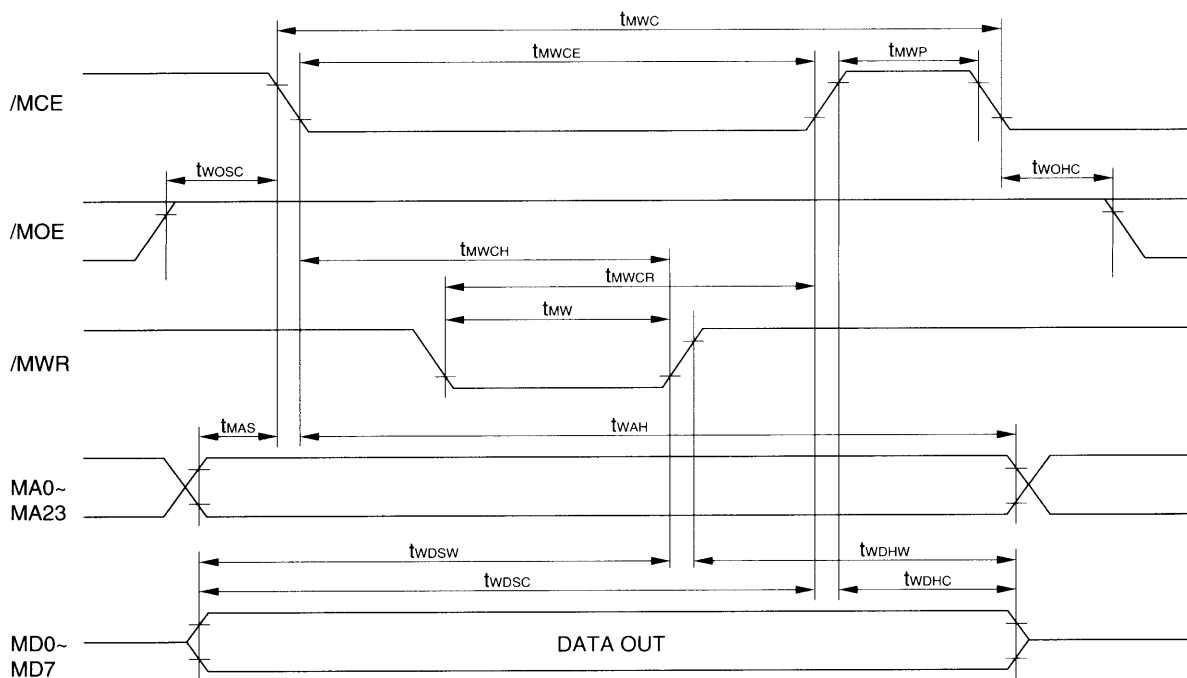 tMWC
tMWCE
tMWP
/MCE
tWOSC
tWOHC
/MOE
tMWCH
tMWCR
tMW
/MWR
tMAS
tWAH
MA0~
MA23
tWDSW
tWDHW
tWDSC
tWDHC
MD0~
MD7
DATA OUT